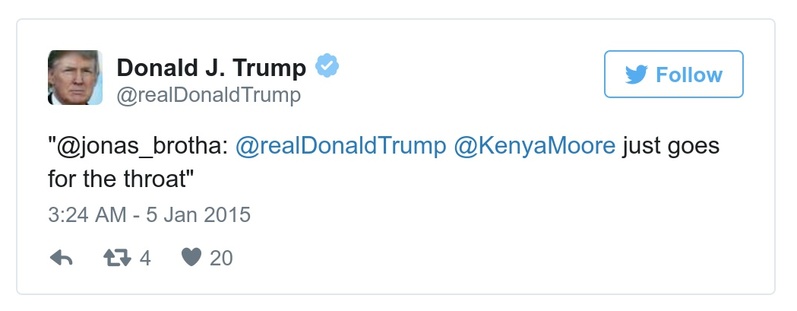 Donald J. Trump
@realDonaldTrump
Follow
"@jonas_brotha: @realDonaldTrump @KenyaMoore just goes
for the throat"
3:24 AM - 5 Jan 2015
4 20